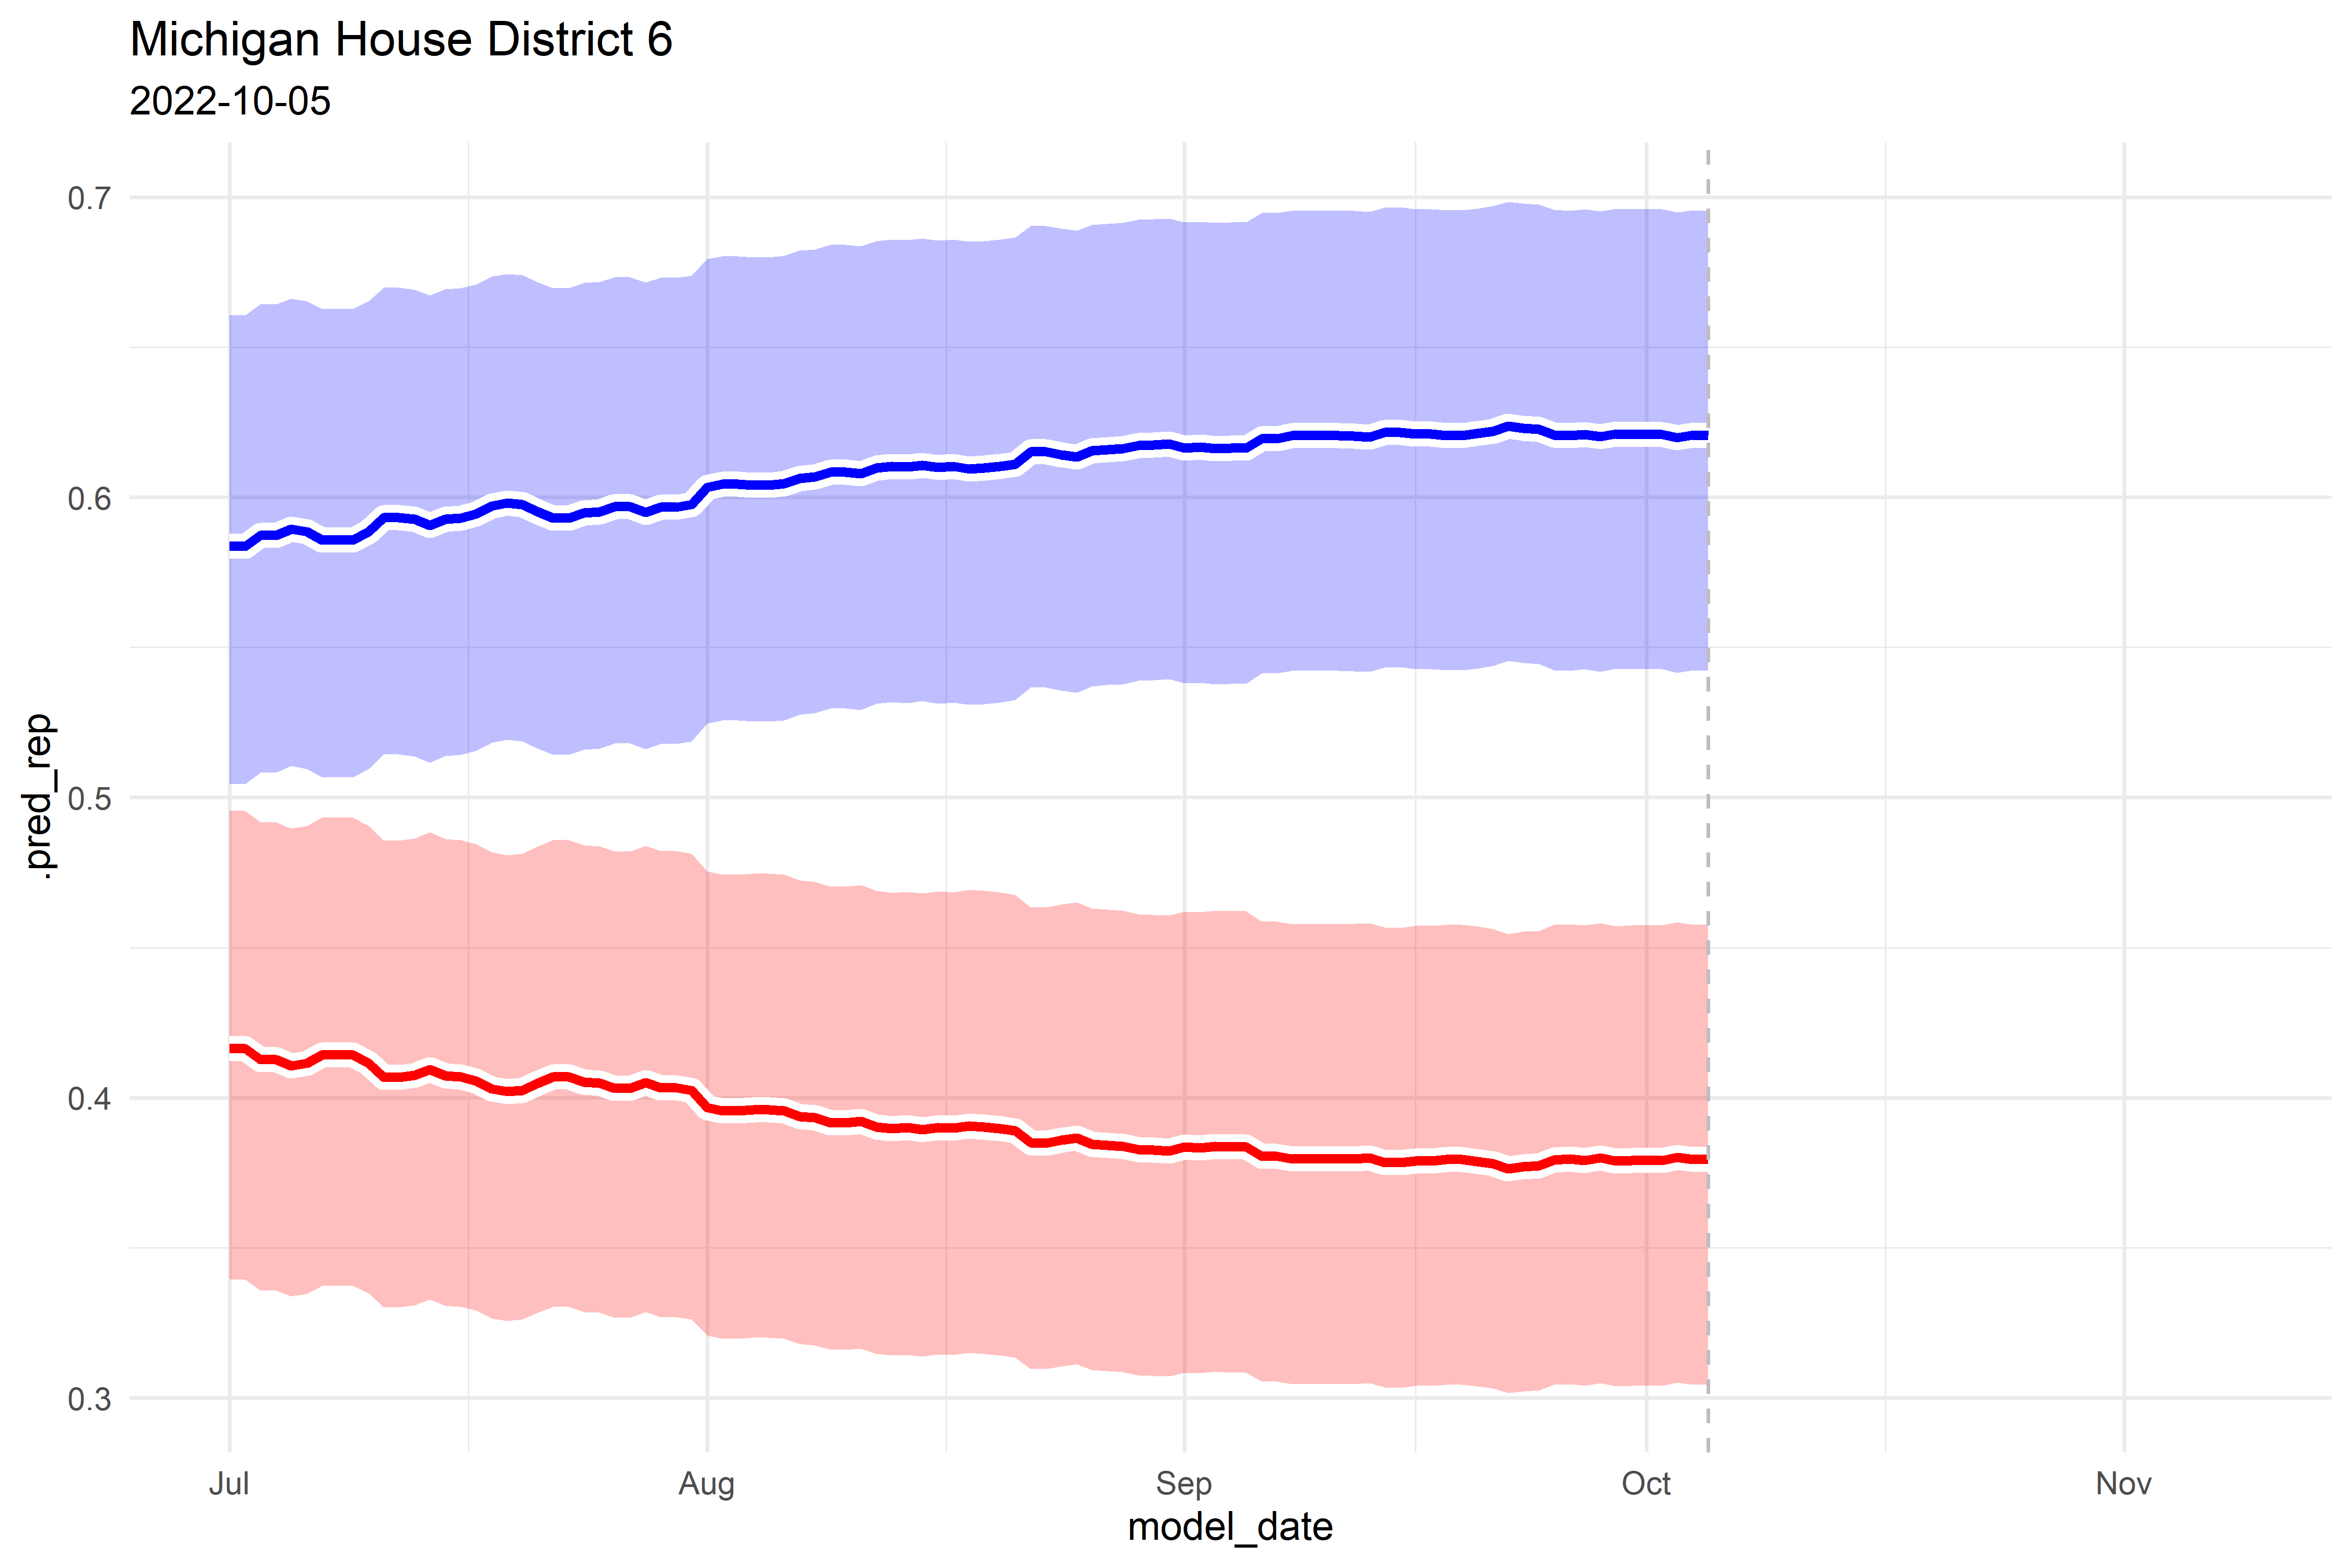 Michigan House District 6
2022-10-05
.pred_rep
0.7
0.6
0.5
0.4
0.3
Jul Aug Sep Oct Nov
model_date